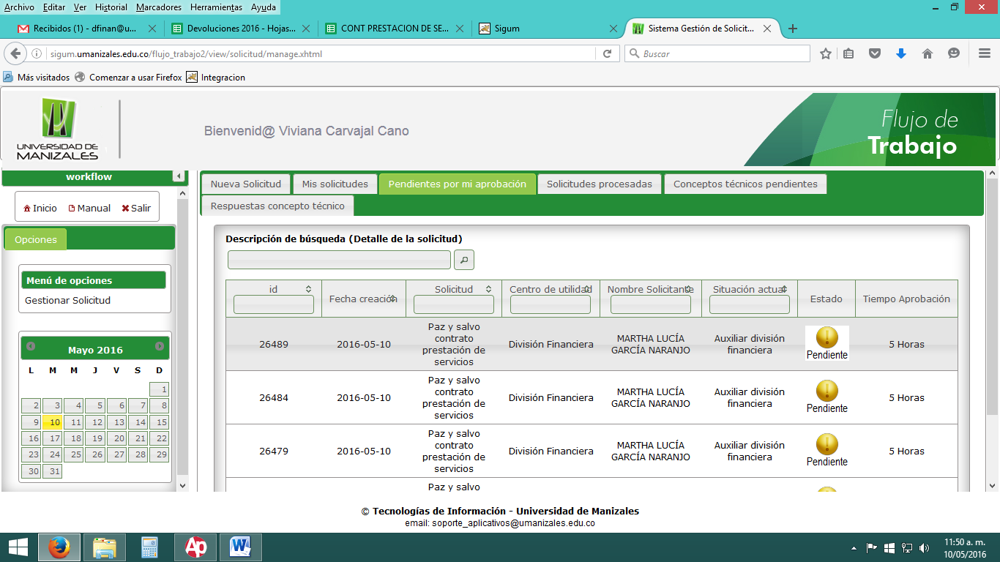 Archivo Editar Ver Historial Marcadores Herramientas Ayuda
Recibidos (1) - dfinan@u...
Devoluciones 2016 - Hojas...
CONT PRESTACION DE SE...
Sigum
Sistema Gestión de Solicit...
sigum.umanizales.edu.co/flujo_trabajo2/view/solicitud/manage.xhtml
Buscar
Más visitados Comenzar a usar Firefox Integracion
UNIVERSIDAD DE
MANIZALES
Bienvenid@ Viviana Carvajal Cano
Flujo de
Trabajo
workflow
Inicio Manual Salir
Opciones
Menú de opciones
Gestionar Solicitud
Mayo 2016
L M M J V S D
1
2 3 4 5 6 7 8
9 10 11 12 13 14 15
16 17 18 19 20 21 22
23 24 25 26 27 28 29
30 31
Nueva Solicitud Mis solicitudes Pendientes por mi aprobación Solicitudes procesadas Conceptos técnicos pendientes
Respuestas concepto técnico
Descripción de búsqueda (Detalle de la solicitud)
id Fecha creación Solicitud Centro de utilidad Nombre Solicitante Situación actual Estado Tiempo Aprobación
26489 2016-05-10 Paz y salvo contrato prestación de servicios División Financiera MARTHA LUCÍA GARCÍA NARANJO Auxiliar división financiera Pendiente 5 Horas
26484 2016-05-10 Paz y salvo contrato prestación de servicios División Financiera MARTHA LUCÍA GARCÍA NARANJO Auxiliar división financiera Pendiente 5 Horas
26479 2016-05-10 Paz y salvo contrato prestación de servicios División Financiera MARTHA LUCÍA GARCÍA NARANJO Auxiliar división financiera Pendiente 5 Horas
Paz y salvo
© Tecnologías de Información - Universidad de Manizales
email: soporte_aplicativos@umanizales.edu.co
11:50 a. m.
10/05/2016